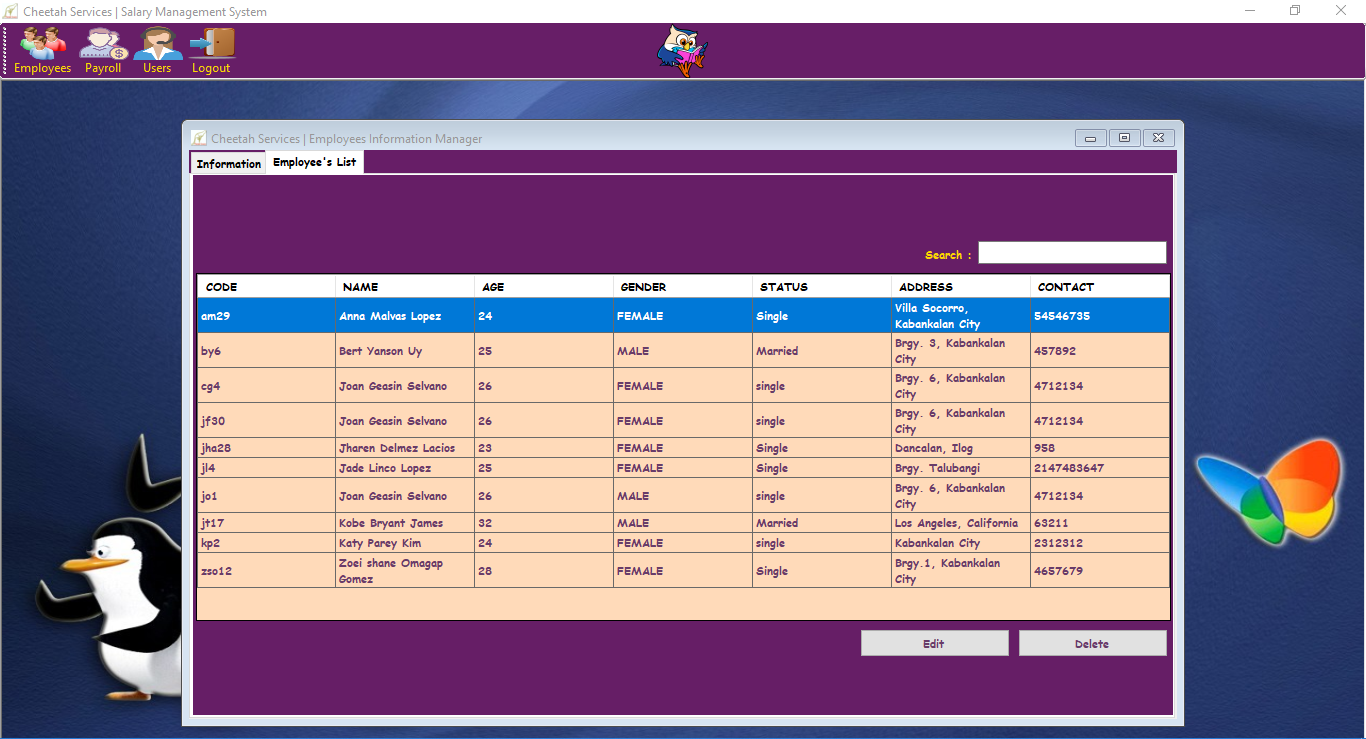 Cheetah Services | Salary Management System
Employees Payroll Users Logout
Cheetah Services | Employees Information Manager
Information Employee's List
Search :
CODE NAME AGE GENDER STATUS ADDRESS CONTACT
am29 Anna Malvas Lopez 24 FEMALE Single Villa Socorro, Kabankalan City 54546735
by6 Bert Yanson Uy 25 MALE Married Brgy. 3, Kabankalan City 457892
cg4 Joan Geasin Selvano 26 FEMALE single Brgy. 6, Kabankalan City 4712134
jf30 Joan Geasin Selvano 26 FEMALE single Brgy. 6, Kabankalan City 4712134
jha28 Jharen Delmez Lacios 23 FEMALE Single Dancalan, Ilog 958
jl4 Jade Linco Lopez 25 FEMALE Single Brgy. Talubangi 2147483647
jo1 Joan Geasin Selvano 26 MALE single Brgy. 6, Kabankalan City 4712134
jt17 Kobe Bryant James 32 MALE Married Los Angeles, California 63211
kp2 Katy Parey Kim 24 FEMALE single Kabankalan City 2312312
zso12 Zoei shane Omagap Gomez 28 FEMALE Single Brgy.1, Kabankalan City 4657679
Edit Delete